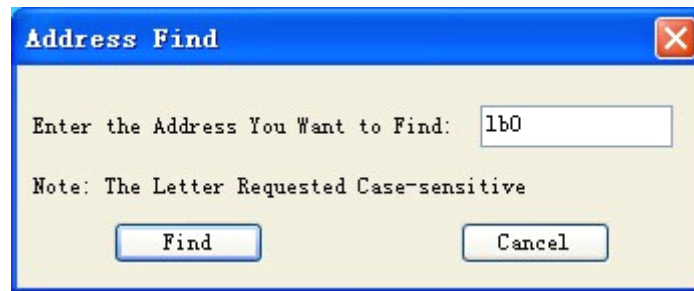 Address Find
Enter the Address You Want to Find: 1b0
Note: The Letter Requested Case-sensitive
Find Cancel